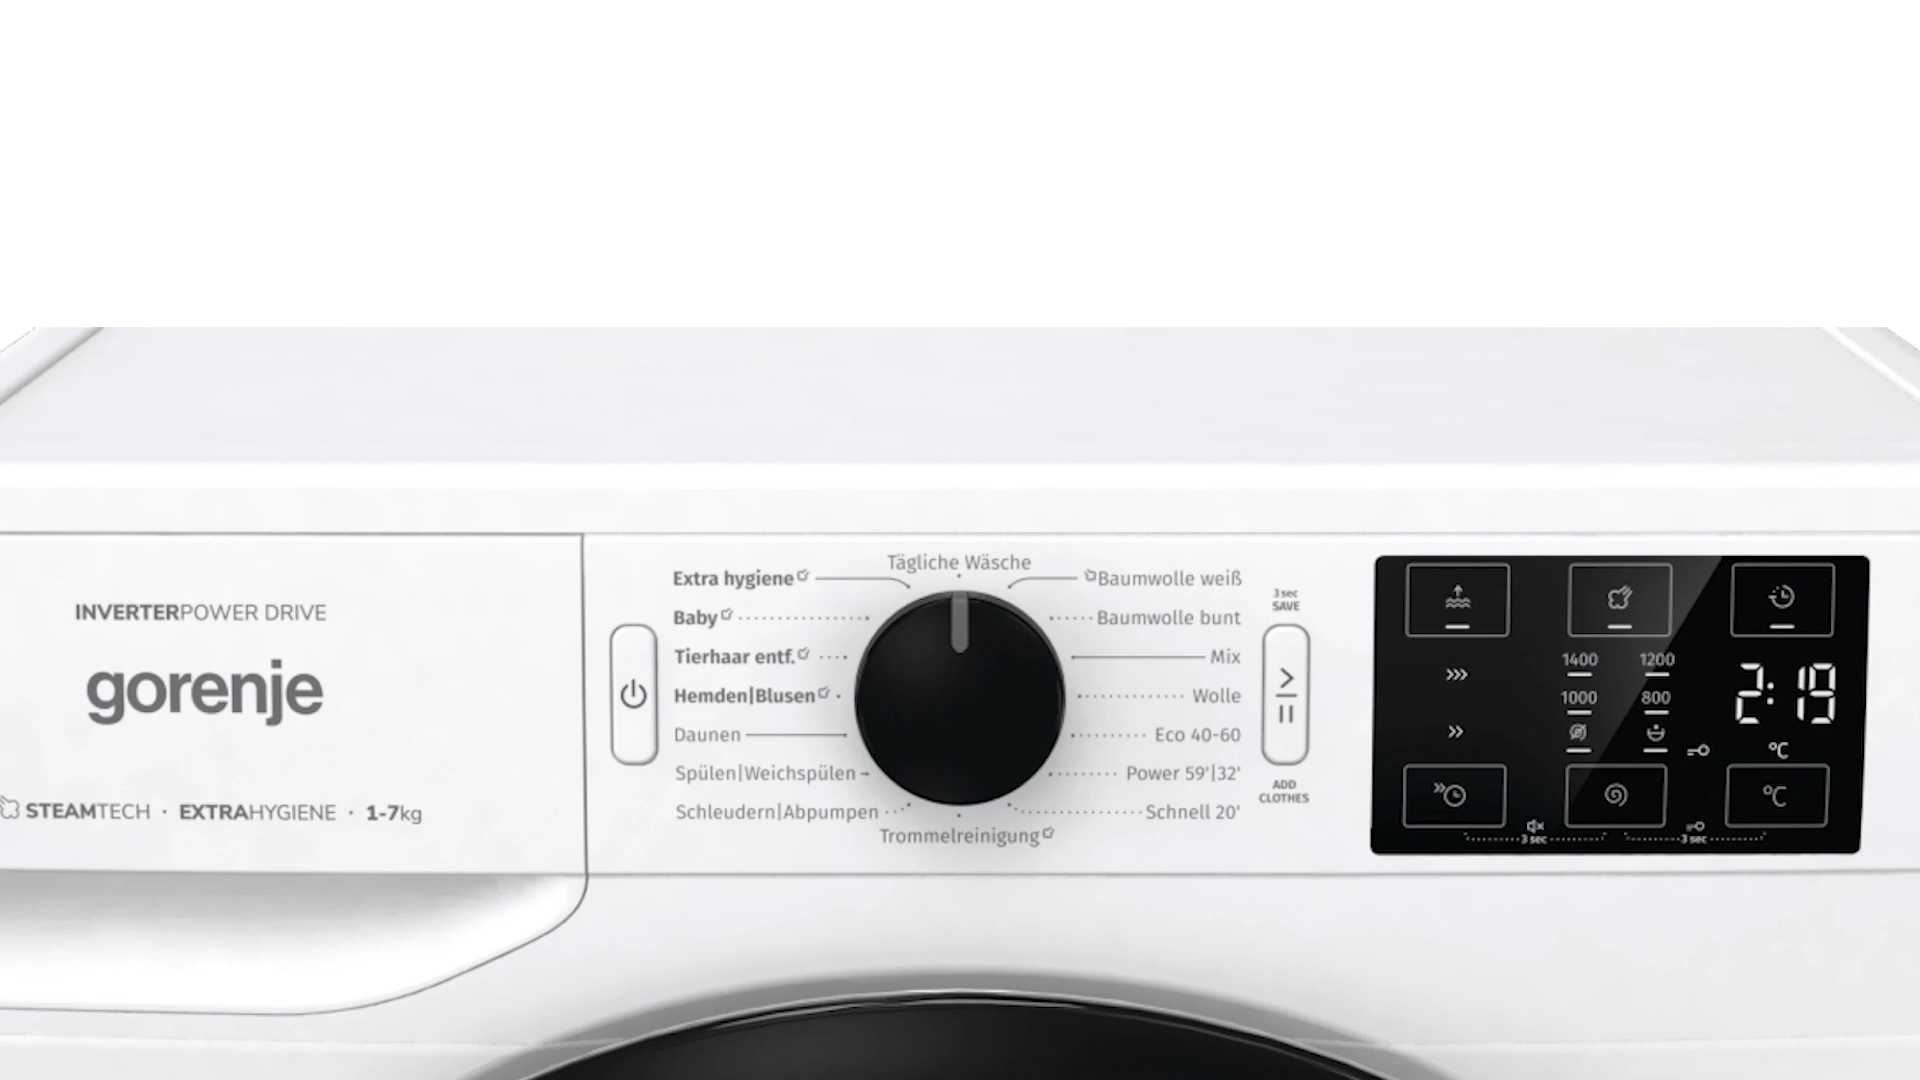 INVERTERPOWER DRIVE
gorenje
STEAMTECH · EXTRAHYGIENE · 1-7kg
Tägliche Wäsche
Extra hygiene
Baby
Tierhaar entf.
Hemden|Blusen
Daunen
Spülen|Weichspülen
Schleudern|Abpumpen
Trommelreinigung
Baumwolle weiß
Baumwolle bunt
Mix
Wolle
Eco 40-60
Power 59'|32'
Schnell 20'
3 sec
SAVE
ADD
CLOTHES
1400 1200
1000 800
2:19
°C
°C
3 sec 3 sec